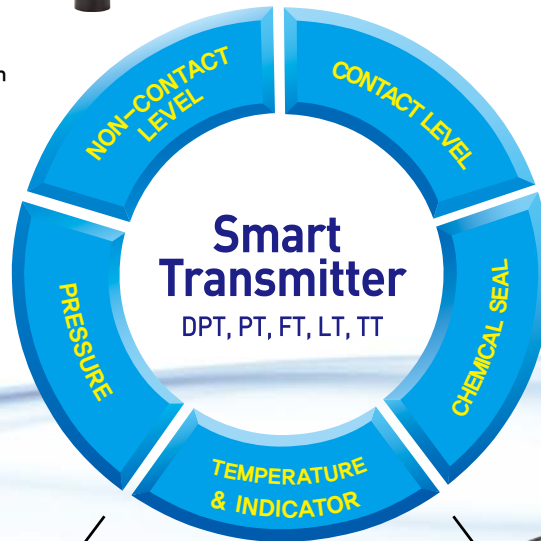 n
NON-CONTACT
LEVEL
CONTACT LEVEL
Smart
Transmitter
DPT, PT, FT, LT, TT
PRESSURE
CHEMICAL SEAL
TEMPERATURE
& INDICATOR